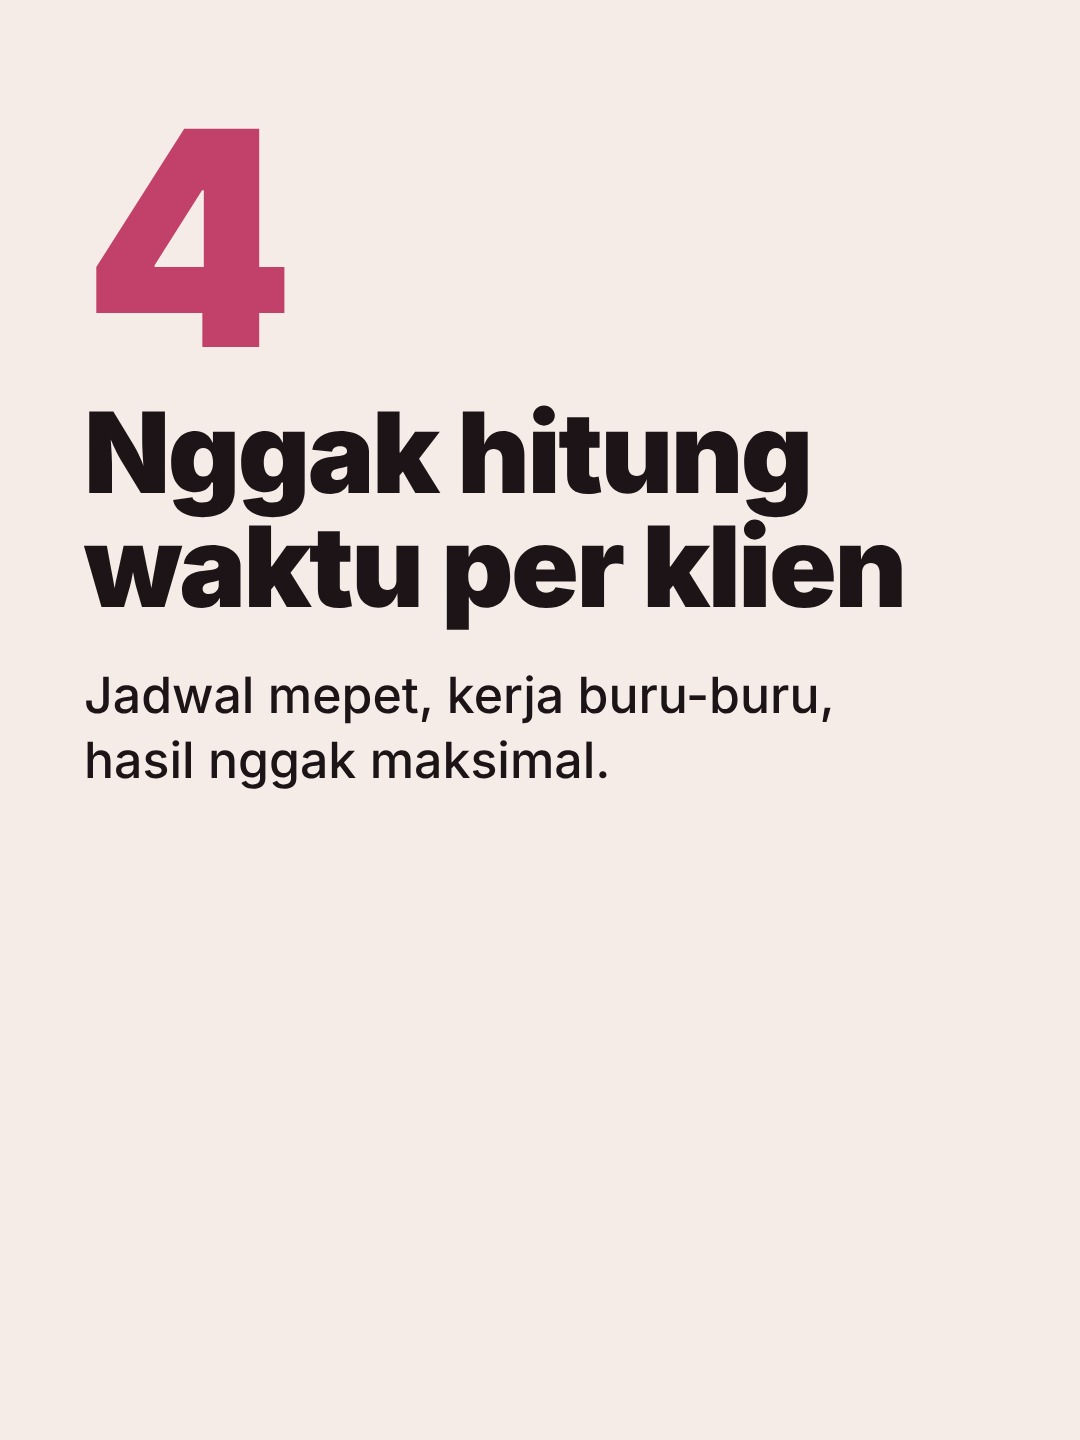 4
Nggak hitung
waktu per klien
Jadwal mepet, kerja buru-buru,
hasil nggak maksimal.